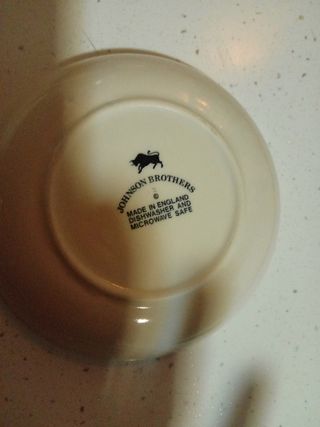 JOHNSON BROTHERS
©
MADE IN ENGLAND
DISHWASHER AND
MICROWAVE SAFE